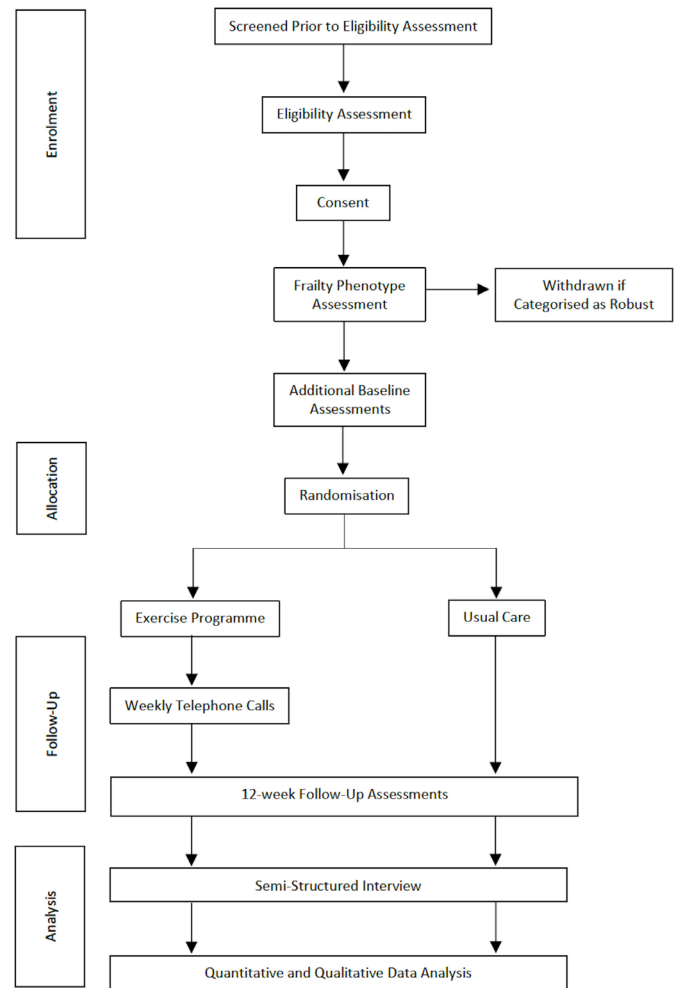 Enrolment
Screened Prior to Eligibility Assessment
Eligibility Assessment
Consent
Frailty Phenotype
Assessment
Withdrawn if
Categorised as Robust
Additional Baseline
Assessments
Allocation
Randomisation
Exercise Programme
Usual Care
Follow-Up
Weekly Telephone Calls
12-week Follow-Up Assessments
Analysis
Semi-Structured Interview
Quantitative and Qualitative Data Analysis